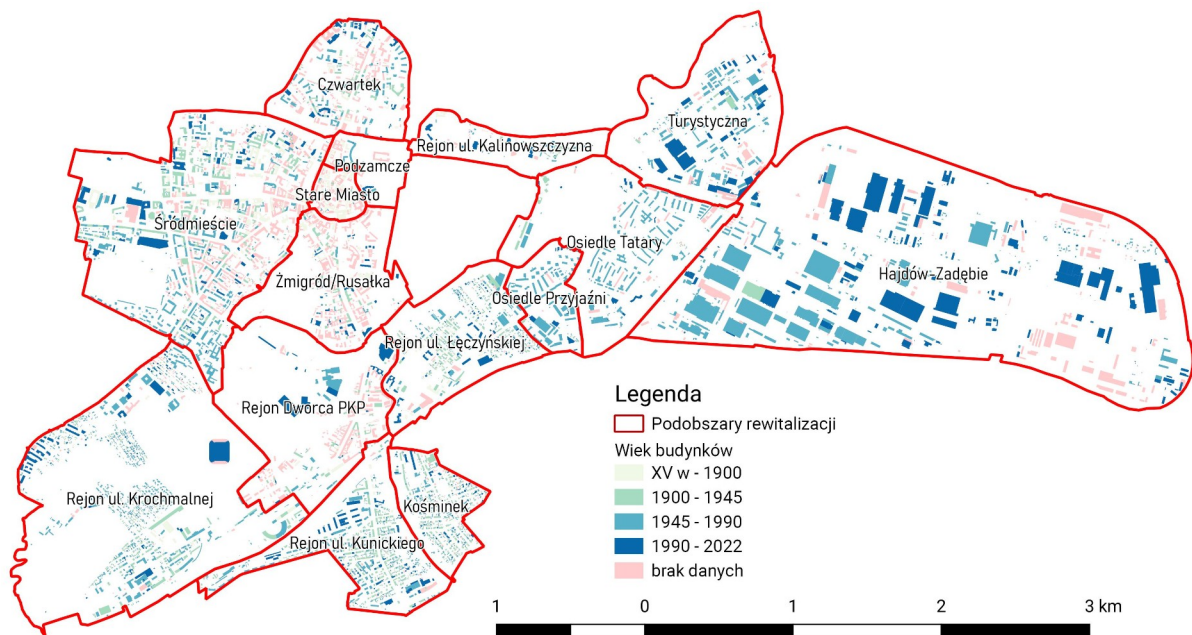 Czwartek
Turystyczna
Rejon ul. Kalinowszczyzna
Podzamcze
Stare Miasto
Śródmieście
Osiedle Tatary
Hajdów-Zadębie
Żmigród/Rusałka
Osiedle Przyjaźni
Rejon ul. Łęczyńskiej
Rejon Dworca PKP
Rejon ul. Krochmalnej
Kośminek
Rejon ul. Kunickiego
Legenda
Podobszary rewitalizacji
Wiek budynków
XV w - 1900
1900 - 1945
1945 - 1990
1990 - 2022
brak danych
1 0 1 2 3 km